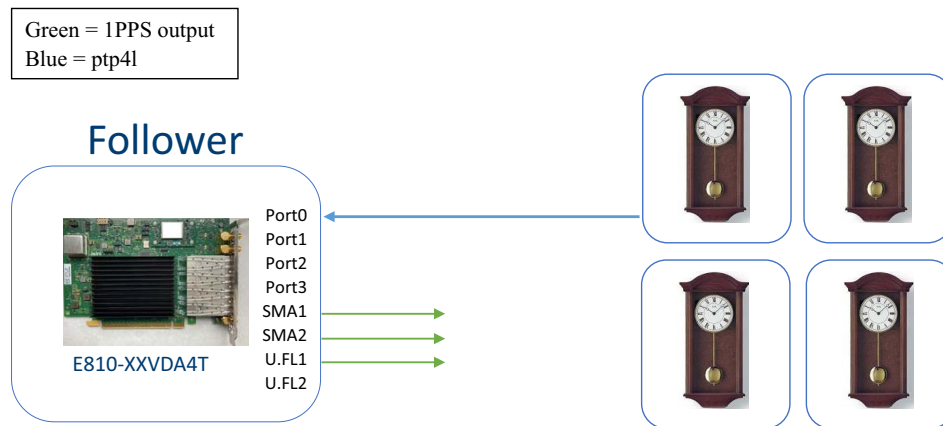 Green = 1PPS output
Blue = ptp4l
Follower
Port0
Port1
Port2
Port3
SMA1
SMA2
U.FL1
U.FL2
E810-XXVDA4T